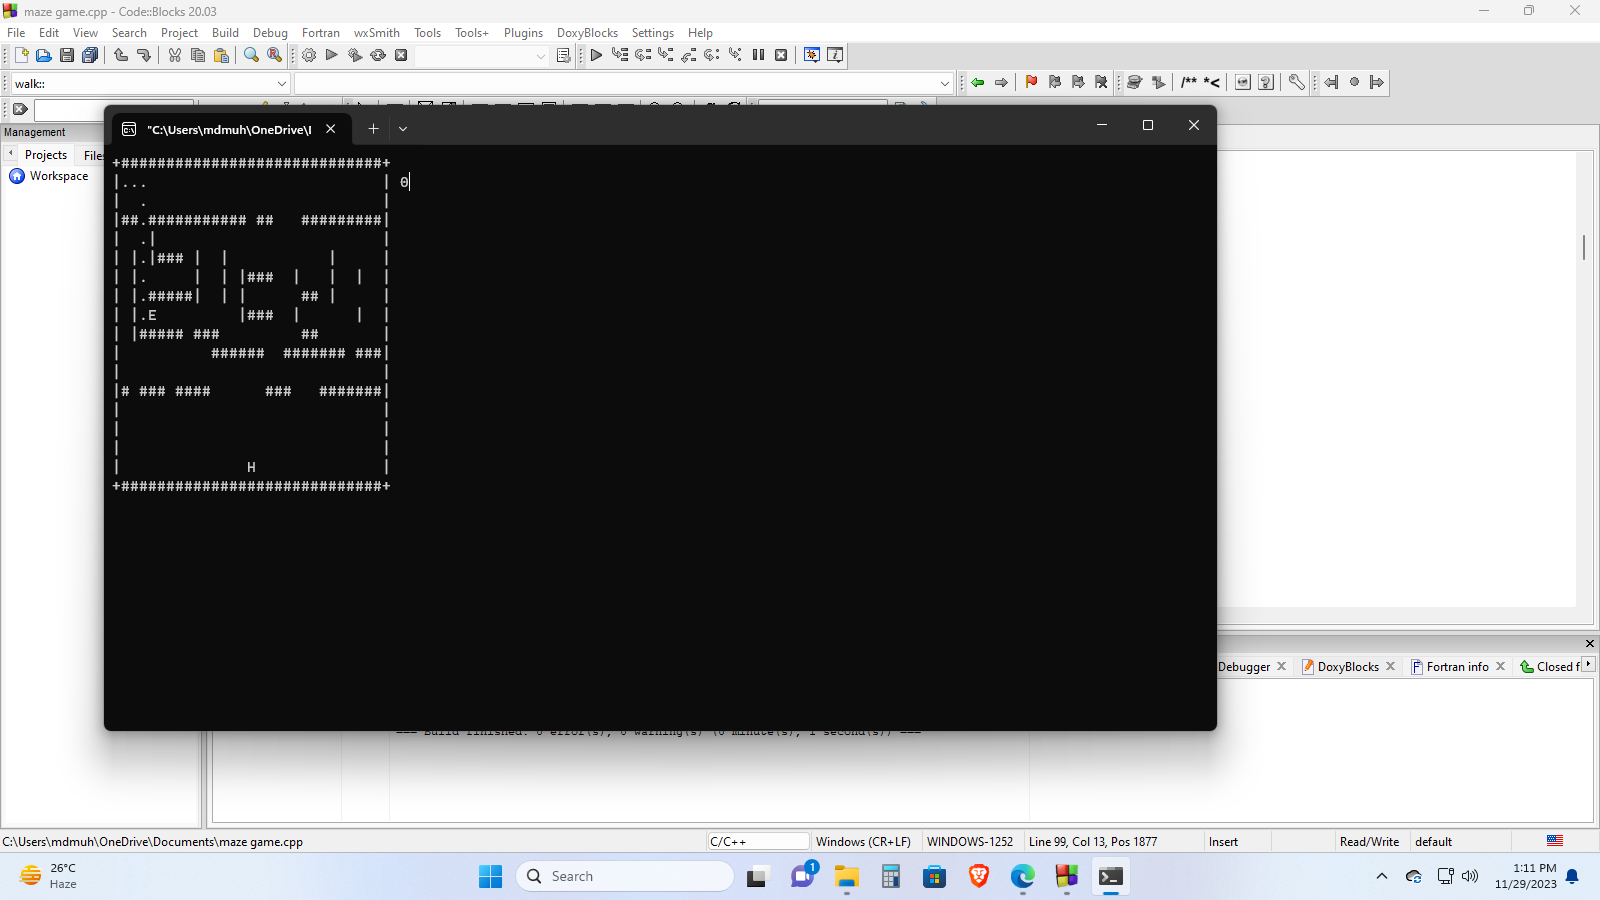 maze game.cpp - Code::Blocks 20.03
File Edit View Search Project Build Debug Fortran wxSmith Tools Tools+ Plugins DoxyBlocks Settings Help
walk::
/** *<
Management
"C:\Users\mdmuh\OneDrive\I
Projects Files
Workspace
+#############################+
|...                          | 0
|  .                          |
|##.########### ##   #########|
|  .|                         |
| |.|### |  |           |     |
| |.     |  | |###  |   |  |  |
| |.#####|  | |      ## |     |
| |.E         |###  |      |  |
| |##### ###         ##       |
|          ######  ####### ###|
|                             |
|# ### ####      ###   #######|
|                             |
|                             |
|                             |
|              H              |
+#############################+
Debugger DoxyBlocks Fortran info Closed f
=== Build finished: 0 error(s), 0 warning(s) (0 minute(s), 1 second(s)) ===
C:\Users\mdmuh\OneDrive\Documents\maze game.cpp C/C++ Windows (CR+LF) WINDOWS-1252 Line 99, Col 13, Pos 1877 Insert Read/Write default
26°C
Haze
Search
1
1:11 PM
11/29/2023